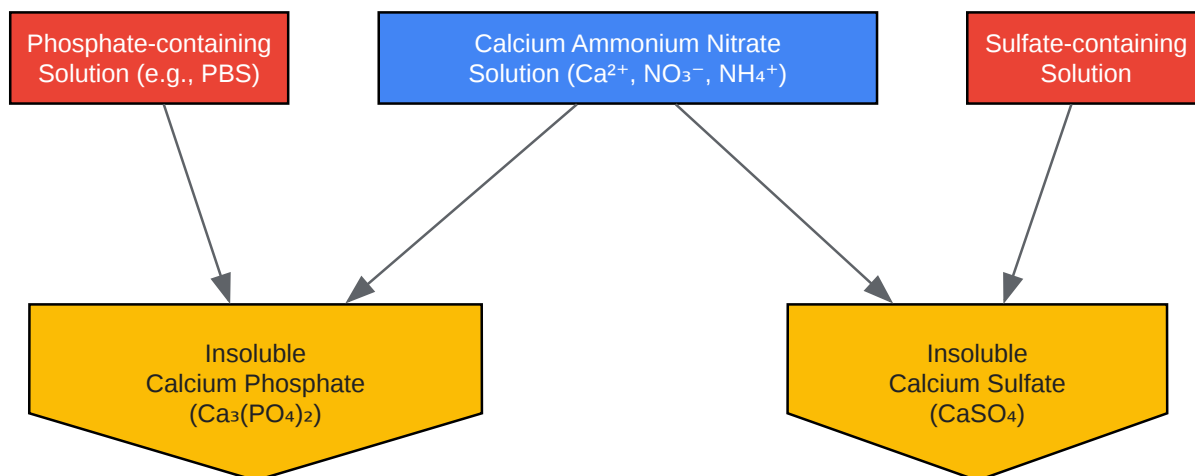 Phosphate-containing
Solution (e.g., PBS)
Calcium Ammonium Nitrate
Solution (Ca²⁺, NO₃⁻, NH₄⁺)
Sulfate-containing
Solution
Insoluble
Calcium Phosphate
(Ca₃(PO₄)₂)
Insoluble
Calcium Sulfate
(CaSO₄)